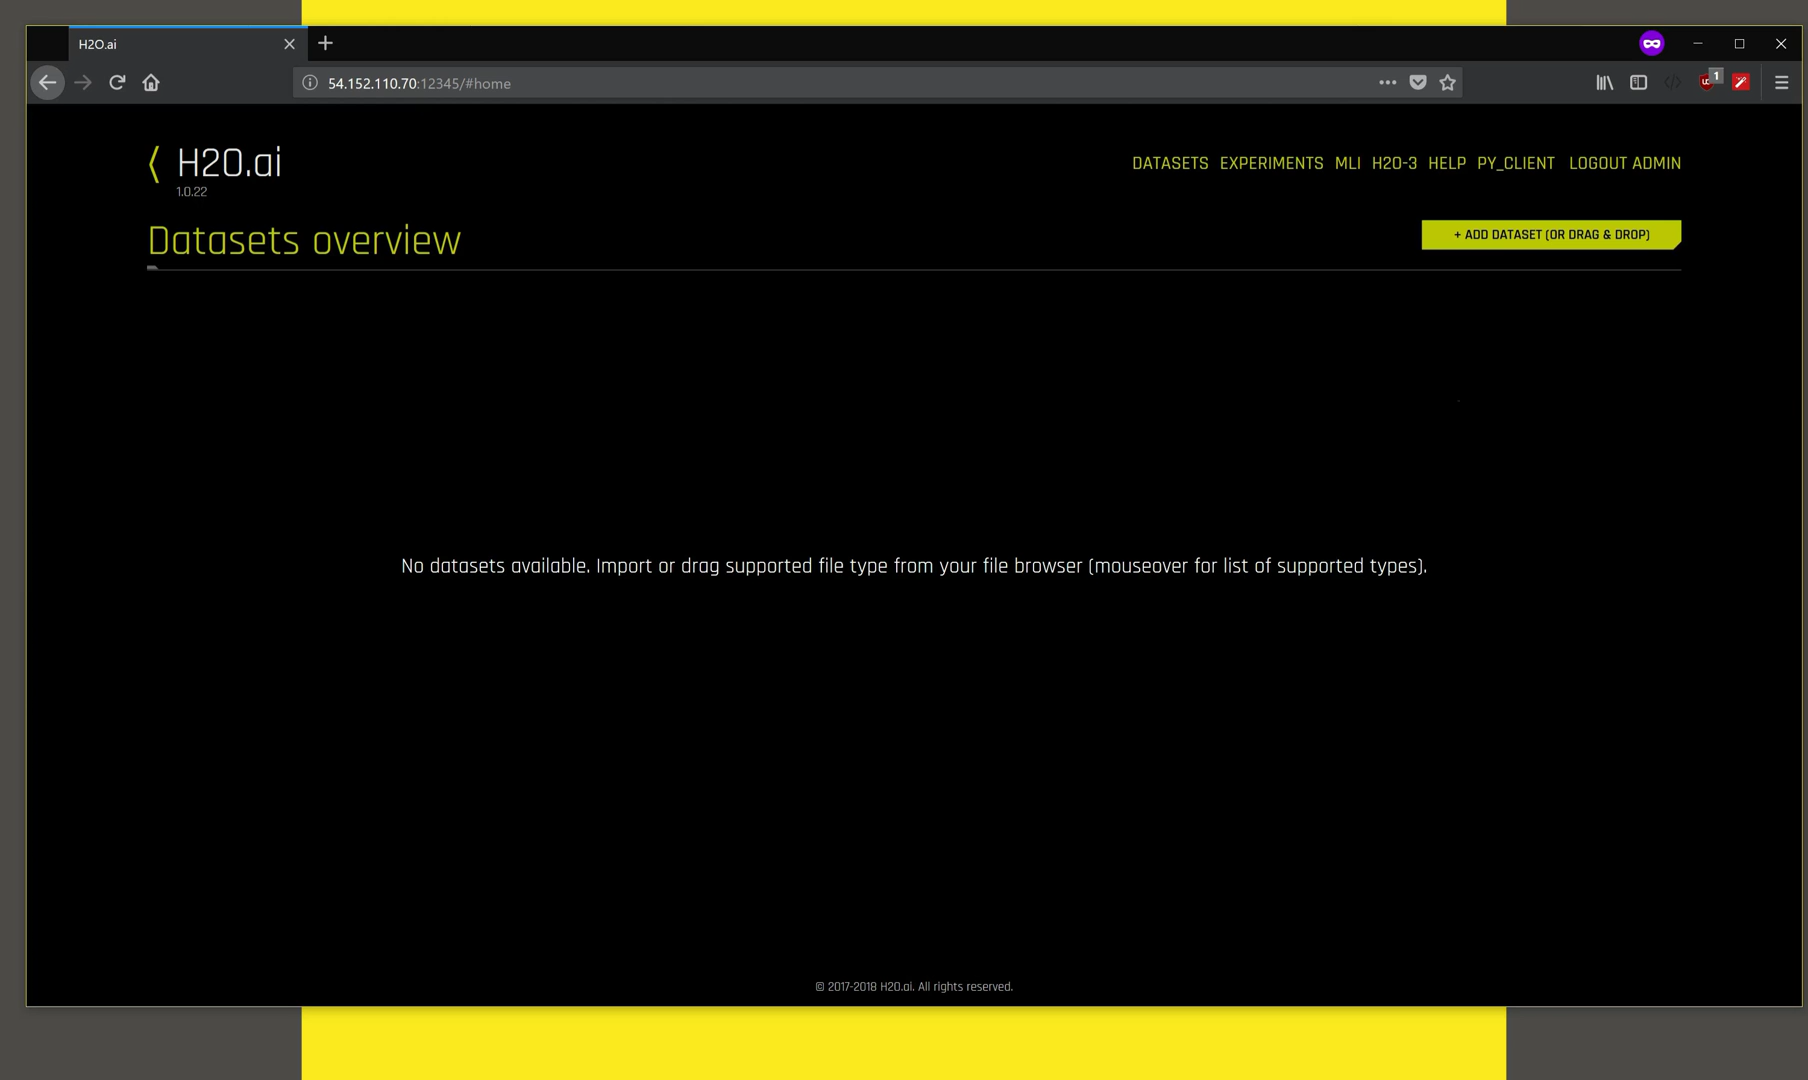 H2O.ai
54.152.110.70:12345/#home
1
H2O.ai
1.0.22
DATASETS EXPERIMENTS MLI H2O-3 HELP PY_CLIENT LOGOUT ADMIN
Datasets overview
+ ADD DATASET (OR DRAG & DROP)
No datasets available. Import or drag supported file type from your file browser (mouseover for list of supported types).
© 2017-2018 H2O.ai. All rights reserved.